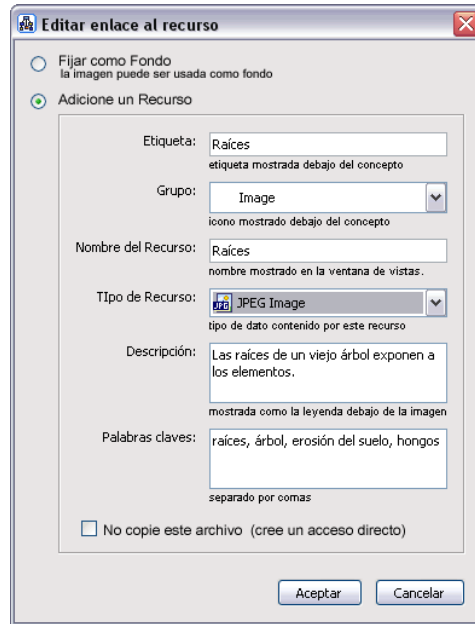 Editar enlace al recurso
Fijar como Fondo
la imagen puede ser usada como fondo
Adicione un Recurso
Etiqueta: Raíces
etiqueta mostrada debajo del concepto
Grupo: Image
icono mostrado debajo del concepto
Nombre del Recurso: Raíces
nombre mostrado en la ventana de vistas.
TIpo de Recurso: JPG JPEG Image
tipo de dato contenido por este recurso
Descripción: Las raíces de un viejo árbol exponen a
los elementos.
mostrada como la leyenda debajo de la imagen
Palabras claves: raíces, árbol, erosión del suelo, hongos
separado por comas
No copie este archivo (cree un acceso directo)
Aceptar Cancelar